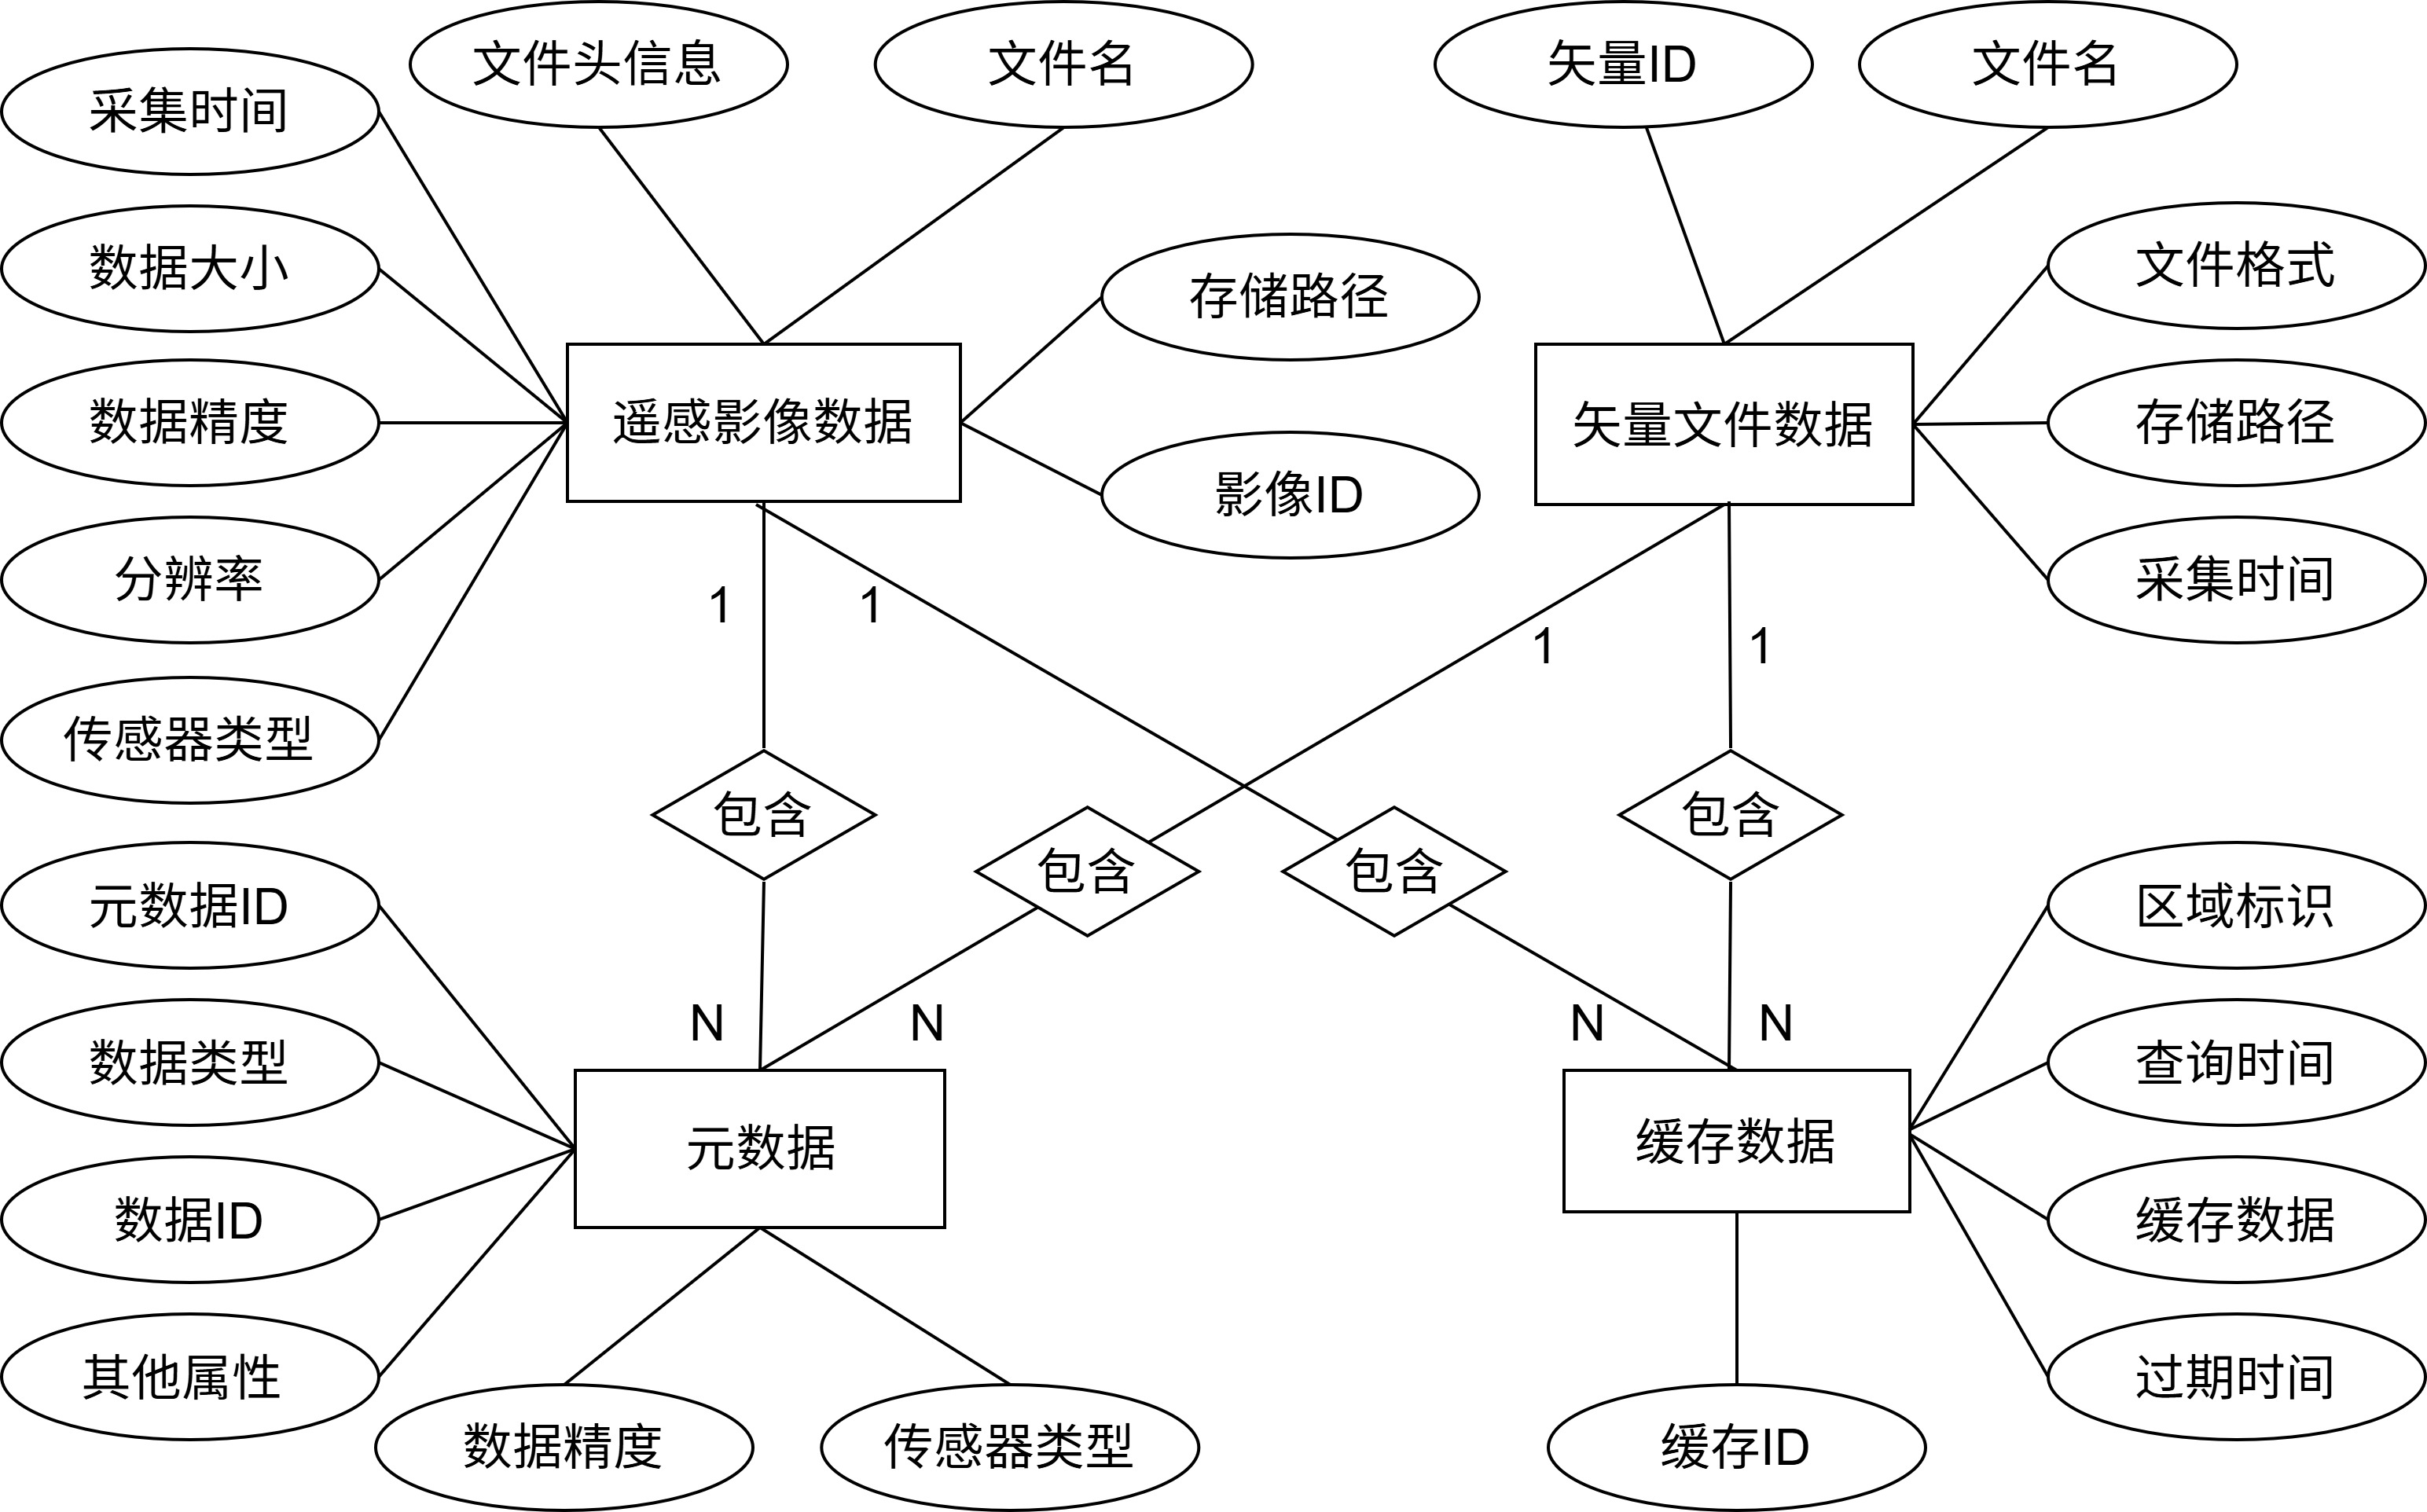 文件头信息
文件名
矢量ID
文件名
采集时间
数据大小
文件格式
存储路径
数据精度
遥感影像数据
矢量文件数据
存储路径
影像ID
分辨率
采集时间
1
1
1
1
传感器类型
包含
包含
包含
包含
元数据ID
区域标识
N
N
N
N
数据类型
查询时间
元数据
缓存数据
数据ID
缓存数据
其他属性
过期时间
数据精度
传感器类型
缓存ID